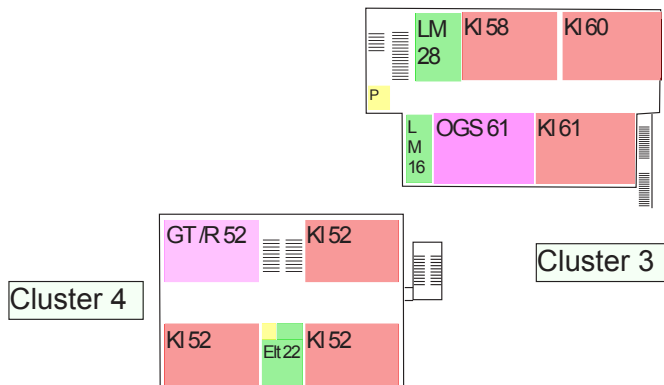 LM
28
KI 58
KI 60
P
L
M
16
OGS 61
KI 61
GT/R 52
KI 52
Cluster 3
Cluster 4
KI 52
Elt 22
KI 52